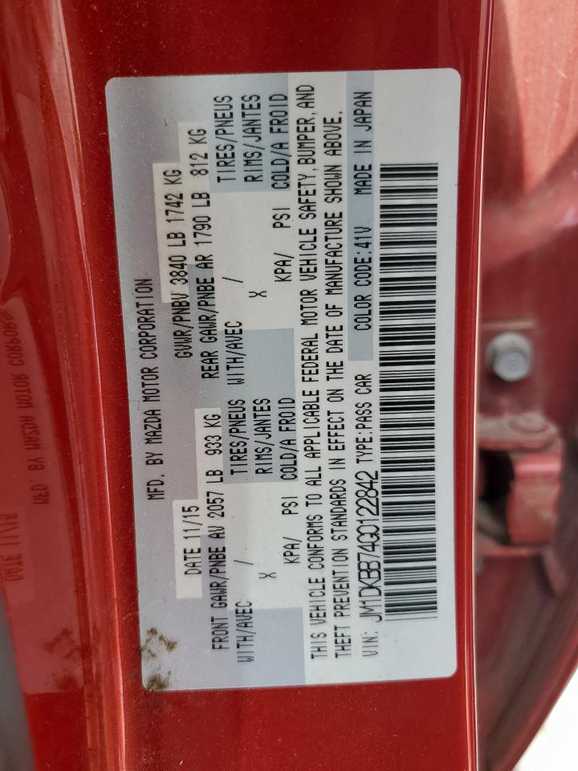 MFD. BY MAZDA MOTOR CORPORATION
DATE 11/15 GVWR/PNBV 3840 LB 1742 KG
FRONT GAWR/PNBE AV 2057 LB 933 KG REAR GAWR/PNBE AR 1790 LB 812 KG
WITH/AVEC / TIRES/PNEUS WITH/AVEC / TIRES/PNEUS
X RIMS/JANTES X RIMS/JANTES
KPA/ PSI COLD/A FROID KPA/ PSI COLD/A FROID
THIS VEHICLE CONFORMS TO ALL APPLICABLE FEDERAL MOTOR VEHICLE SAFETY, BUMPER, AND
THEFT PREVENTION STANDARDS IN EFFECT ON THE DATE OF MANUFACTURE SHOWN ABOVE.
VIN: JM1DKBB74G0122842 TYPE:PASS CAR COLOR CODE:41V MADE IN JAPAN